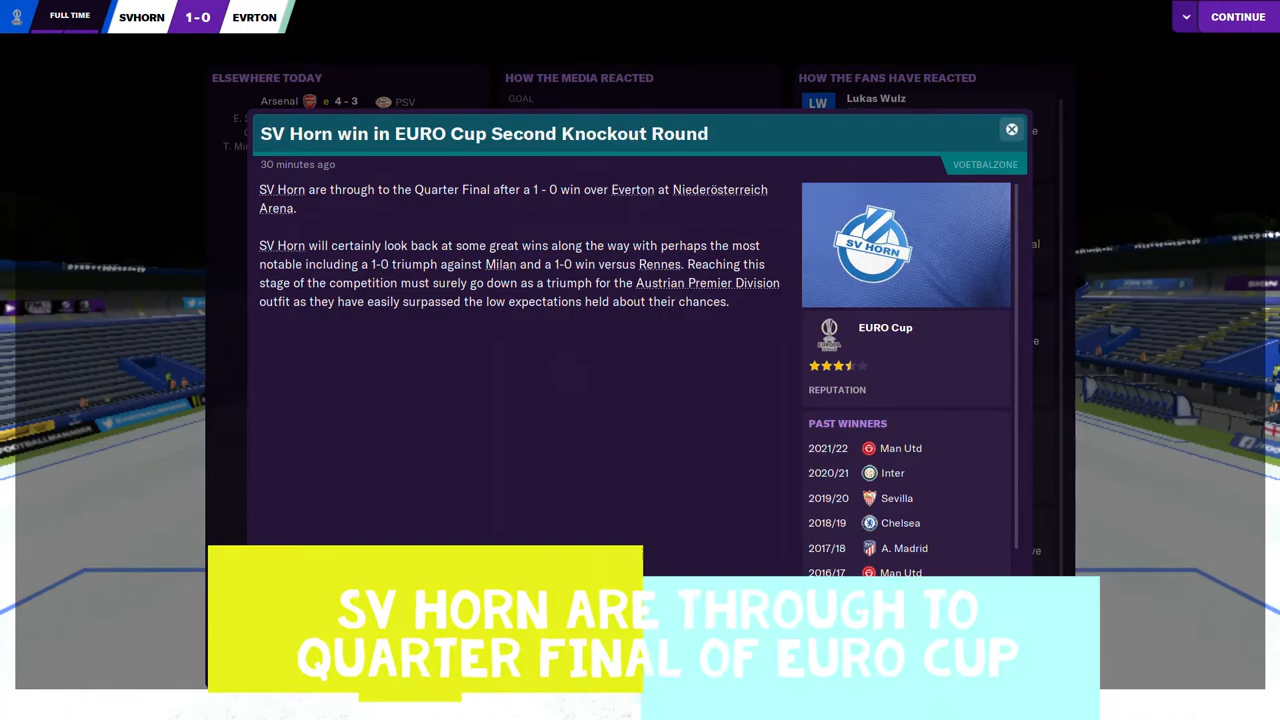 FULL TIME
SVHORN
1 - 0
EVRTON
CONTINUE
ELSEWHERE TODAY
HOW THE MEDIA REACTED
HOW THE FANS HAVE REACTED
Arsenal e 4 - 3 PSV
GOAL
LW
Lukas Wulz
SV Horn win in EURO Cup Second Knockout Round
30 minutes ago
VOETBALZONE
SV Horn are through to the Quarter Final after a 1 - 0 win over Everton at Niederösterreich
Arena.
SV Horn will certainly look back at some great wins along the way with perhaps the most
notable including a 1-0 triumph against Milan and a 1-0 win versus Rennes. Reaching this
stage of the competition must surely go down as a triumph for the Austrian Premier Division
outfit as they have easily surpassed the low expectations held about their chances.
SV HORN
EURO Cup
REPUTATION
PAST WINNERS
2021/22 Man Utd
2020/21 Inter
2019/20 Sevilla
2018/19 Chelsea
2017/18 A. Madrid
2016/17 Man Utd
SV HORN ARE THROUGH TO
QUARTER FINAL OF EURO CUP